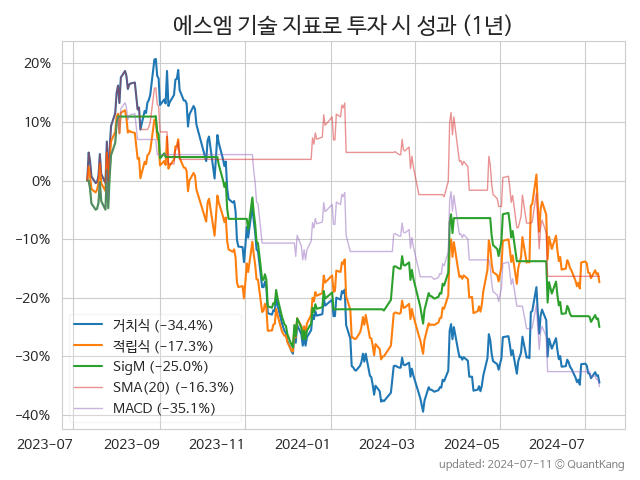 에스엠 기술 지표로 투자 시 성과 (1년)
20%
10%
0%
−10%
−20%
−30%
−40%
거치식 (−34.4%)
적립식 (−17.3%)
SigM (−25.0%)
SMA(20) (−16.3%)
MACD (−35.1%)
2023-07
2023-09
2023-11
2024-01
2024-03
2024-05
2024-07
updated: 2024-07-11 © QuantKang